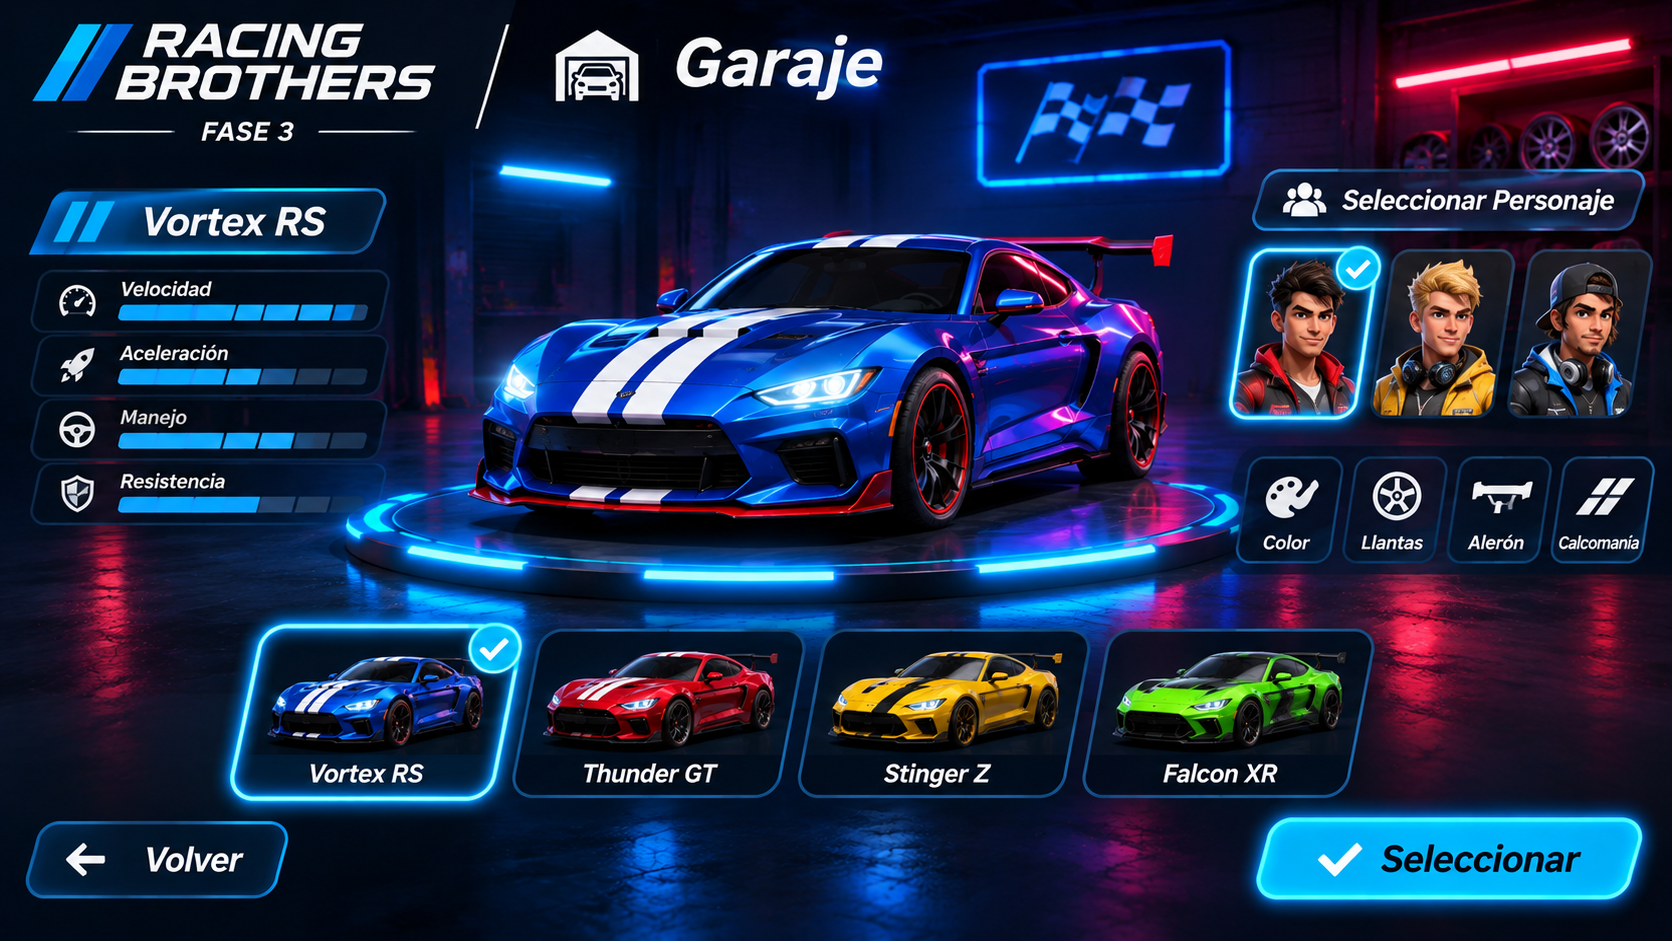 RACING
BROTHERS
FASE 3
Garaje
Vortex RS
Velocidad
Aceleración
Manejo
Resistencia
Seleccionar Personaje
Color
Llantas
Alerón
Calcomanía
Vortex RS
Thunder GT
Stinger Z
Falcon XR
Volver
Seleccionar